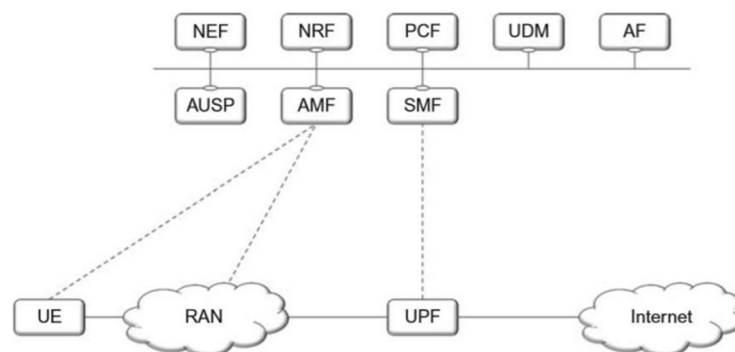 NEF
NRF
PCF
UDM
AF
AUSP
AMF
SMF
UE
RAN
UPF
Internet